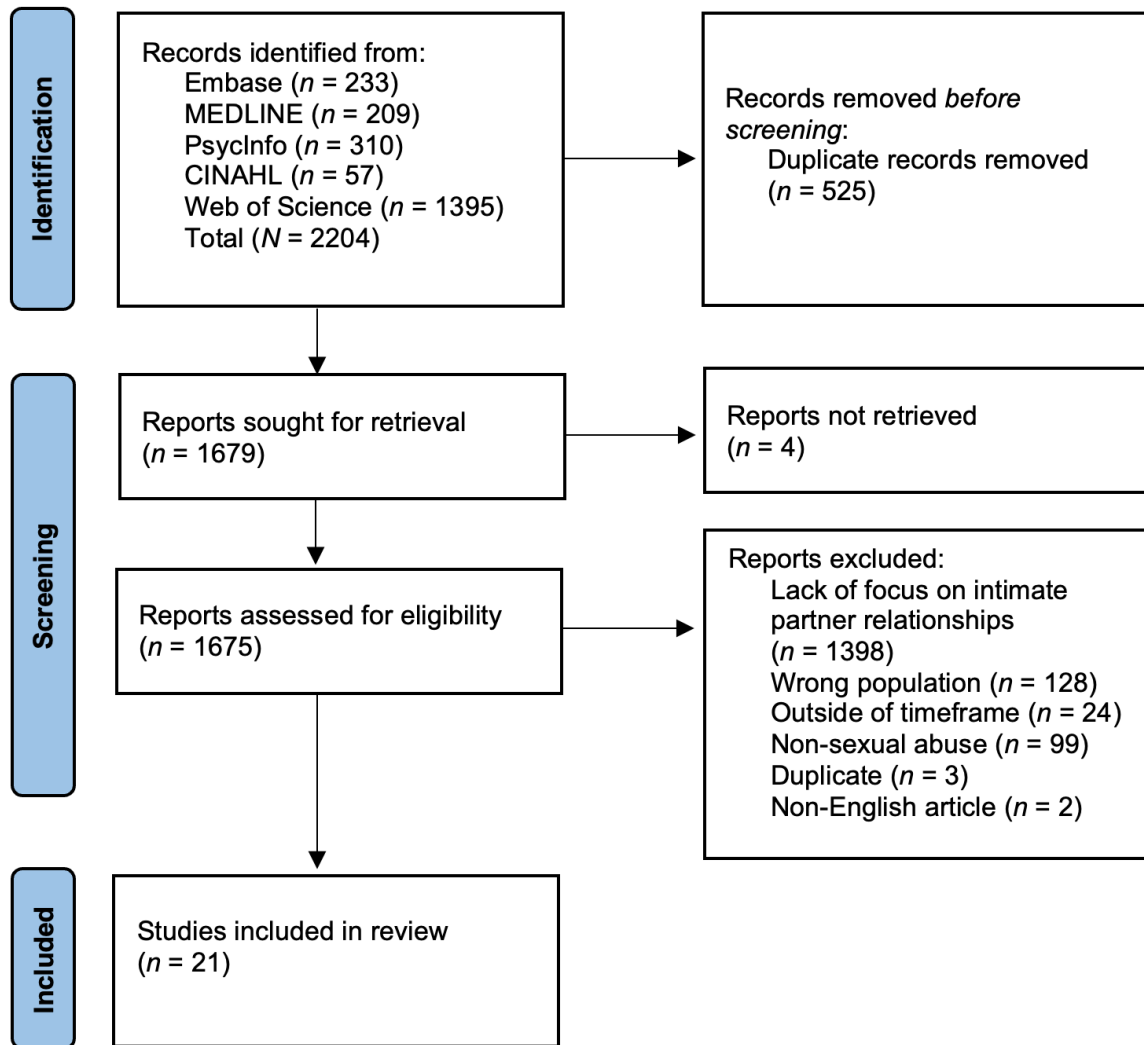 Identification
Records identified from:
Embase (n = 233)
MEDLINE (n = 209)
PsycInfo (n = 310)
CINAHL (n = 57)
Web of Science (n = 1395)
Total (N = 2204)
Records removed before
screening:
Duplicate records removed
(n = 525)
Screening
Reports sought for retrieval
(n = 1679)
Reports not retrieved
(n = 4)
Reports assessed for eligibility
(n = 1675)
Reports excluded:
Lack of focus on intimate
partner relationships
(n = 1398)
Wrong population (n = 128)
Outside of timeframe (n = 24)
Non-sexual abuse (n = 99)
Duplicate (n = 3)
Non-English article (n = 2)
Included
Studies included in review
(n = 21)